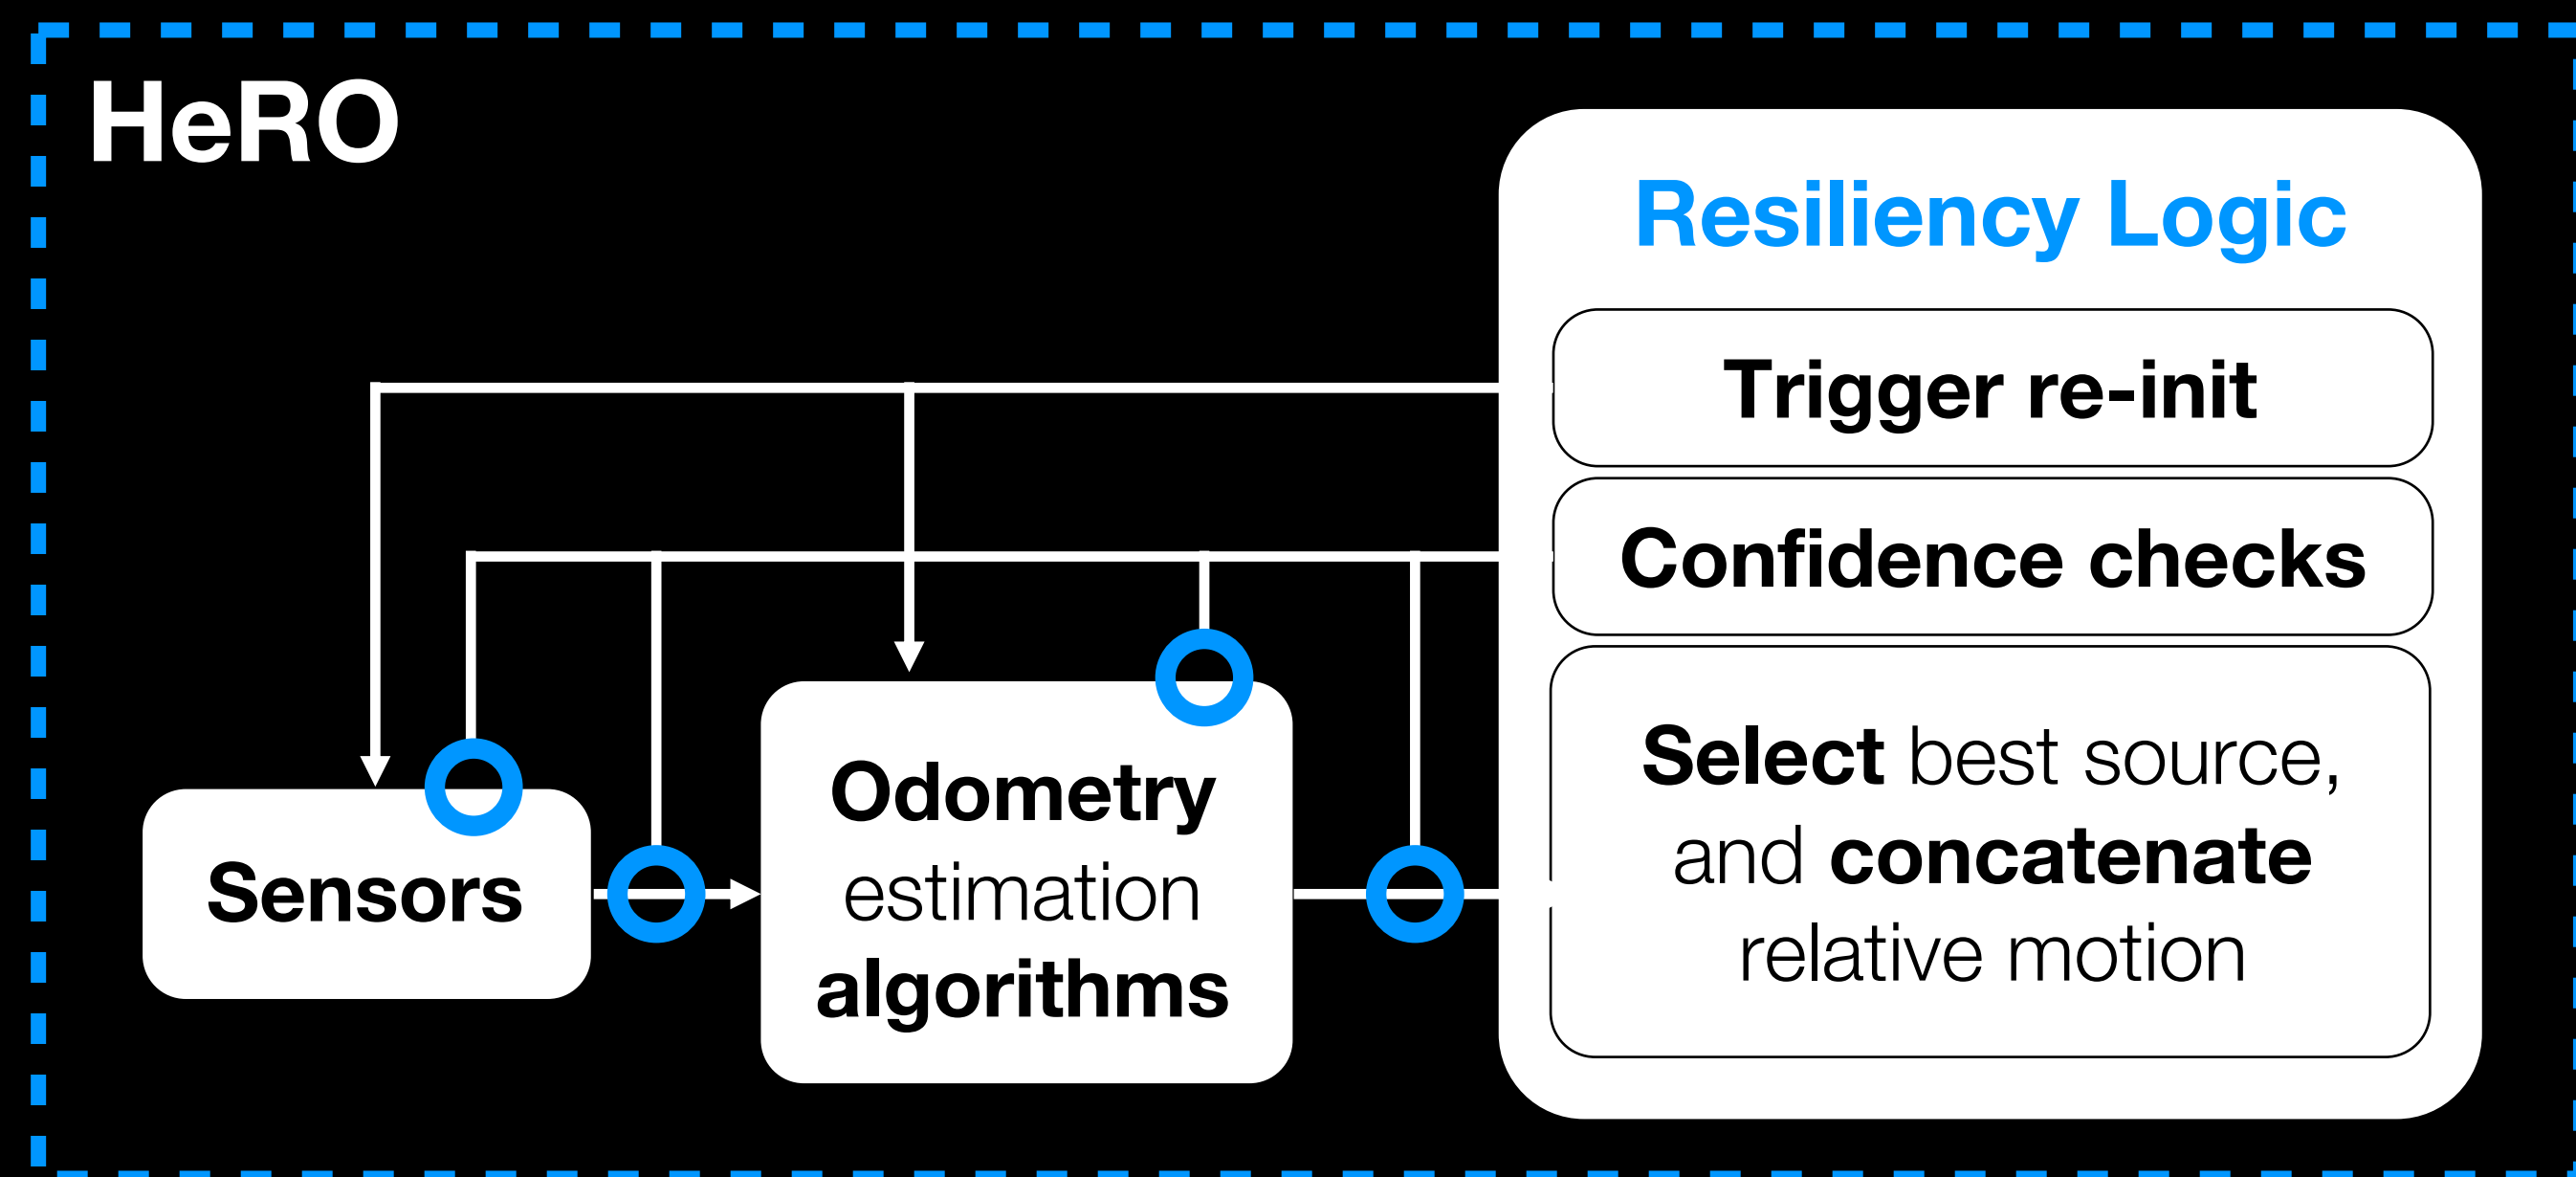 HeRO
Resiliency Logic
Trigger re-init
Confidence checks
Select best source,
and concatenate
relative motion
Sensors
Odometry
estimation
algorithms